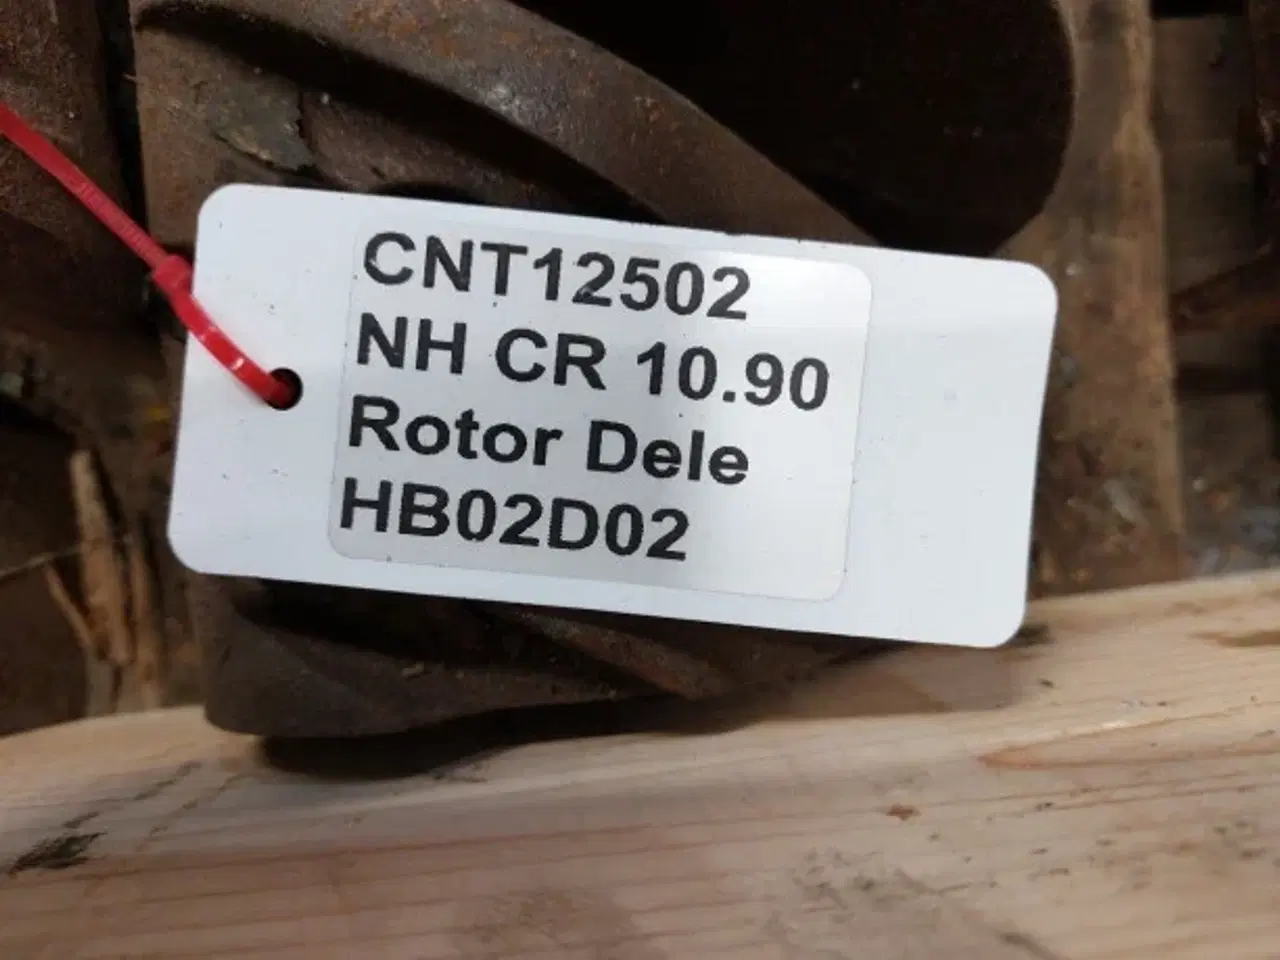 CNT12502
NH CR 10.90
Rotor Dele
HB02D02